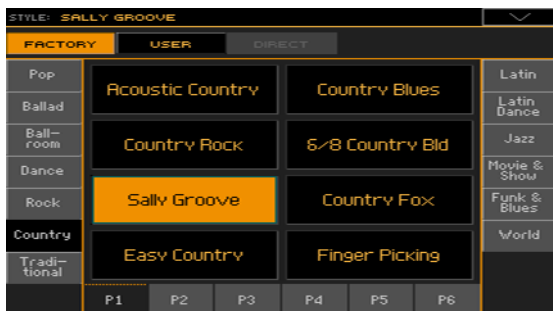 STYLE: SALLY GROOVE
FACTORY USER DIRECT
Pop
Ballad
Ball-
room
Dance
Rock
Country
Tradi-
tional
Acoustic Country
Country Blues
Country Rock
6/8 Country Bld
Sally Groove
Country Fox
Easy Country
Finger Picking
Latin
Latin
Dance
Jazz
Movie &
Show
Funk &
Blues
World
P1 P2 P3 P4 P5 P6